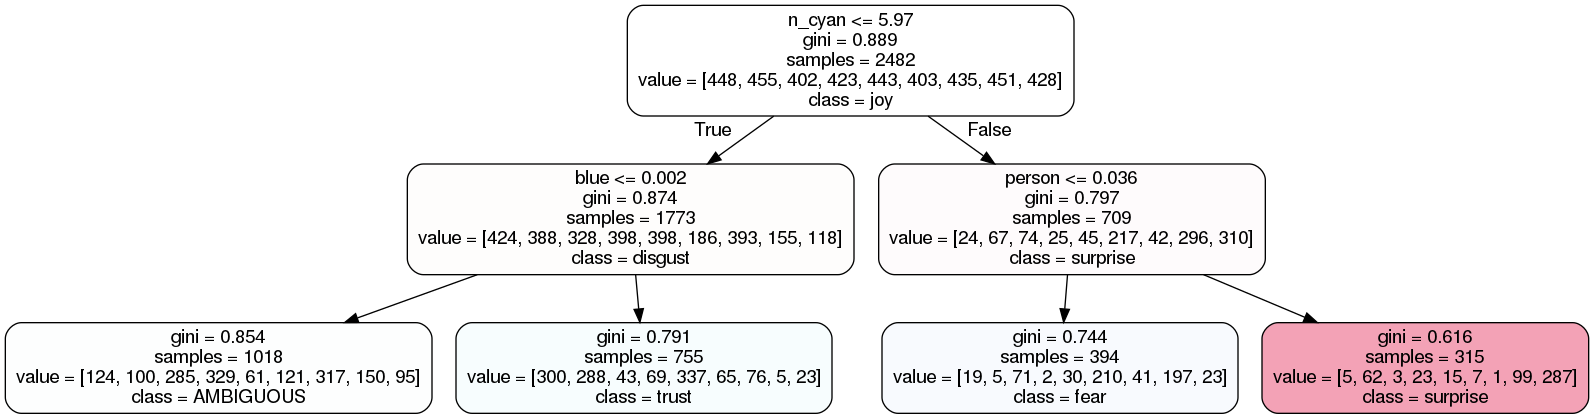 n_cyan <= 5.97
gini = 0.889
samples = 2482
value = [448, 455, 402, 423, 443, 403, 435, 451, 428]
class = joy
True
False
blue <= 0.002
gini = 0.874
samples = 1773
value = [424, 388, 328, 398, 398, 186, 393, 155, 118]
class = disgust
person <= 0.036
gini = 0.797
samples = 709
value = [24, 67, 74, 25, 45, 217, 42, 296, 310]
class = surprise
gini = 0.854
samples = 1018
value = [124, 100, 285, 329, 61, 121, 317, 150, 95]
class = AMBIGUOUS
gini = 0.791
samples = 755
value = [300, 288, 43, 69, 337, 65, 76, 5, 23]
class = trust
gini = 0.744
samples = 394
value = [19, 5, 71, 2, 30, 210, 41, 197, 23]
class = fear
gini = 0.616
samples = 315
value = [5, 62, 3, 23, 15, 7, 1, 99, 287]
class = surprise